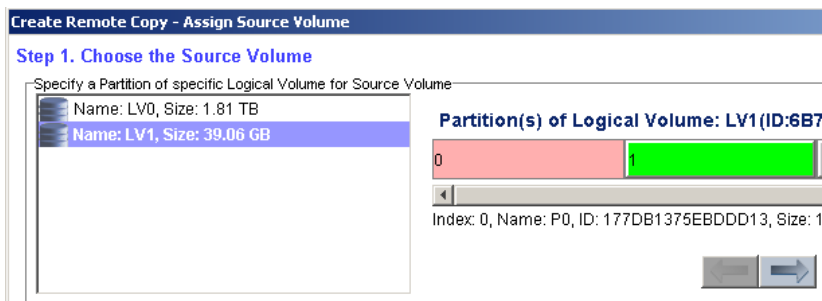 Create Remote Copy - Assign Source Volume
Step 1. Choose the Source Volume
Specify a Partition of specific Logical Volume for Source Volume
Name: LV0, Size: 1.81 TB
Name: LV1, Size: 39.06 GB
Partition(s) of Logical Volume: LV1(ID:6B7
0 1
Index: 0, Name: P0, ID: 177DB1375EBDDD13, Size: 1